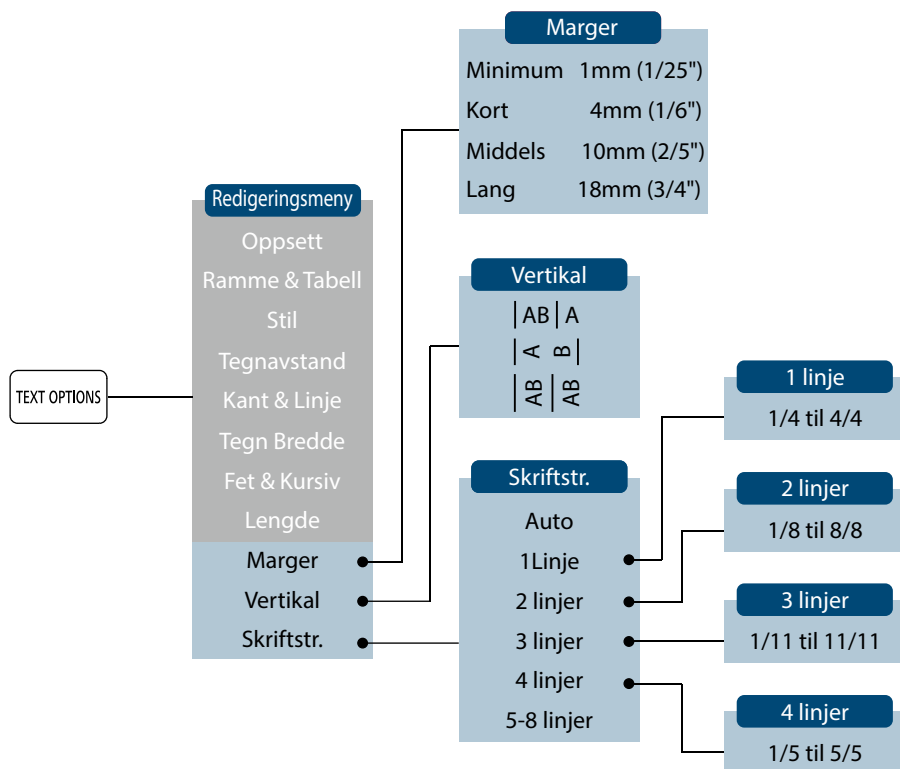 TEXT OPTIONS
Redigeringsmeny
Oppsett
Ramme & Tabell
Stil
Tegnavstand
Kant & Linje
Tegn Bredde
Fet & Kursiv
Lengde
Marger
Vertikal
Skriftstr.
Marger
Minimum 1mm (1/25")
Kort 4mm (1/6")
Middels 10mm (2/5")
Lang 18mm (3/4")
Vertikal
|AB|A
|A B|
|AB|AB
Skriftstr.
Auto
1Linje
2 linjer
3 linjer
4 linjer
5-8 linjer
1 linje
1/4 til 4/4
2 linjer
1/8 til 8/8
3 linjer
1/11 til 11/11
4 linjer
1/5 til 5/5